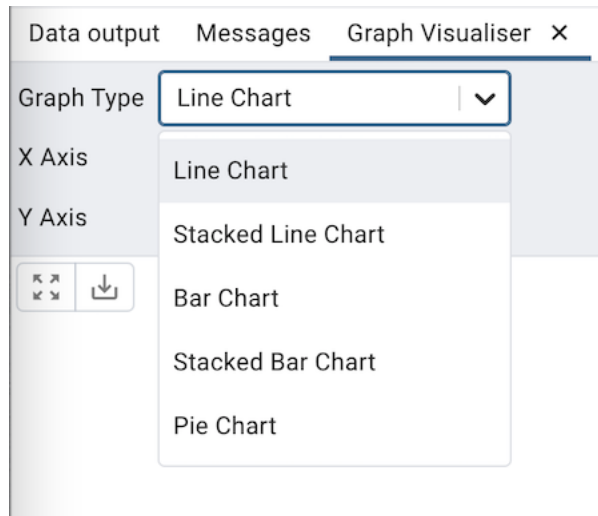 Data output Messages Graph Visualiser
Graph Type Line Chart
X Axis
Line Chart
Y Axis
Stacked Line Chart
Bar Chart
Stacked Bar Chart
Pie Chart